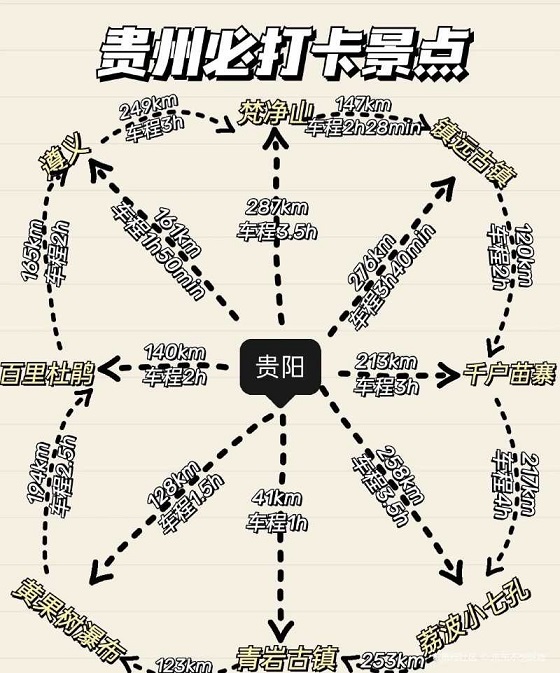 贵州必打卡景点
249km
车程3h
梵净山
147km
车程2h28min
遵义
镇远古镇
165km
车程2h
161km
车程1h50min
287km
车程3.5h
276km
车程3h40min
120km
车程2h
百里杜鹃
140km
车程2h
贵阳
213km
车程3h
千户苗寨
194km
车程2.5h
128km
车程1.5h
41km
车程1h
258km
车程3.5h
217km
车程4h
黄果树瀑布
123km
青岩古镇
253km
荔波小七孔